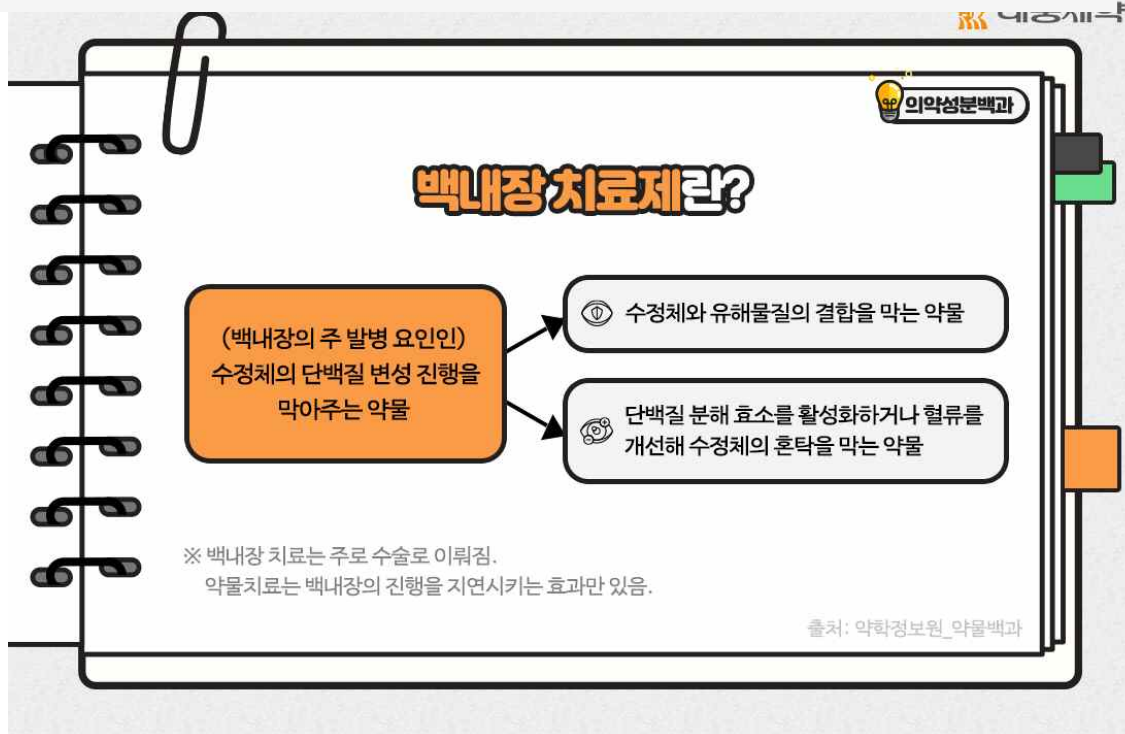 의약성분백과
백내장 치료제란?
(백내장의 주 발병 요인인)
수정체의 단백질 변성 진행을
막아주는 약물
수정체와 유해물질의 결합을 막는 약물
단백질 분해 효소를 활성화하거나 혈류를
개선해 수정체의 혼탁을 막는 약물
※ 백내장 치료는 주로 수술로 이뤄짐.
약물치료는 백내장의 진행을 지연시키는 효과만 있음.
출처: 약학정보원_약물백과